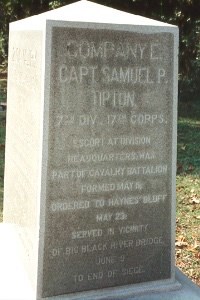 COMPANY C,
CAPT. SAMUEL P.
TIPTON,
7TH DIV., 17TH CORPS.
ESCORT AT DIVISION
HEADQUARTERS, WAS
PART OF CAVALRY BATTALION
FORMED MAY 8,
ORDERED TO HAYNES' BLUFF
MAY 23;
SERVED IN VICINITY
OF BIG BLACK RIVER BRIDGE,
JUNE 9
TO END OF SIEGE.